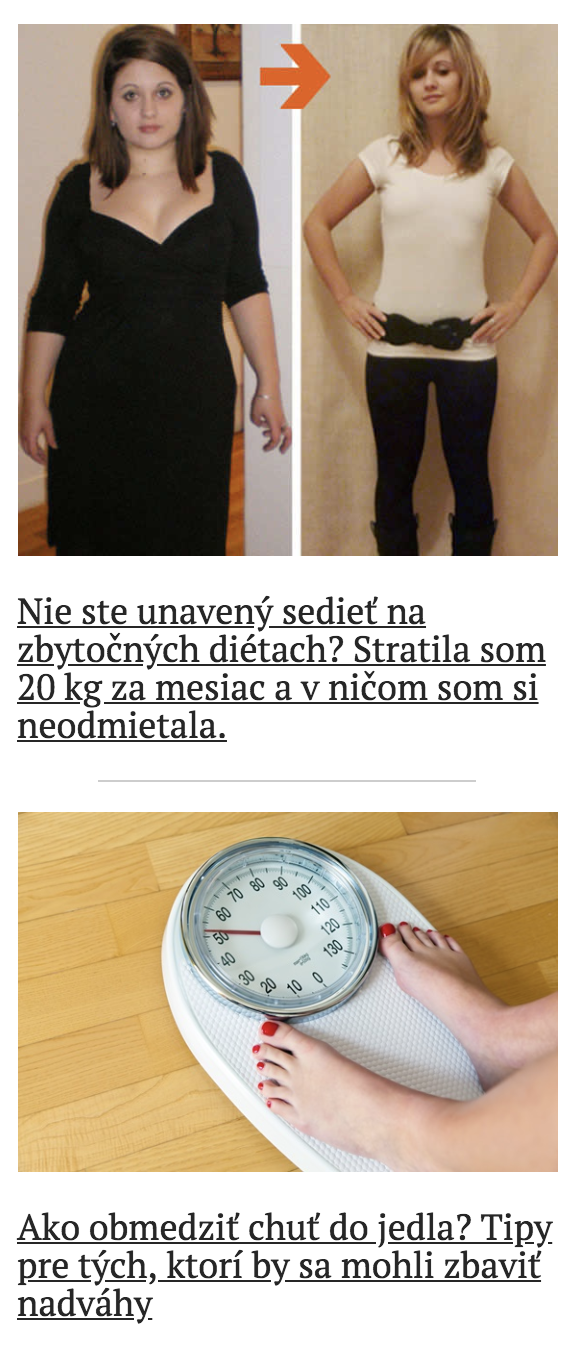 Nie ste unavený sedieť na
zbytočných diétach? Stratila som
20 kg za mesiac a v ničom som si
neodmietala.
0
10
20
30
40
50
60
70
80
90
100
110
120
130
Ako obmedziť chuť do jedla? Tipy
pre tých, ktorí by sa mohli zbaviť
nadváhy